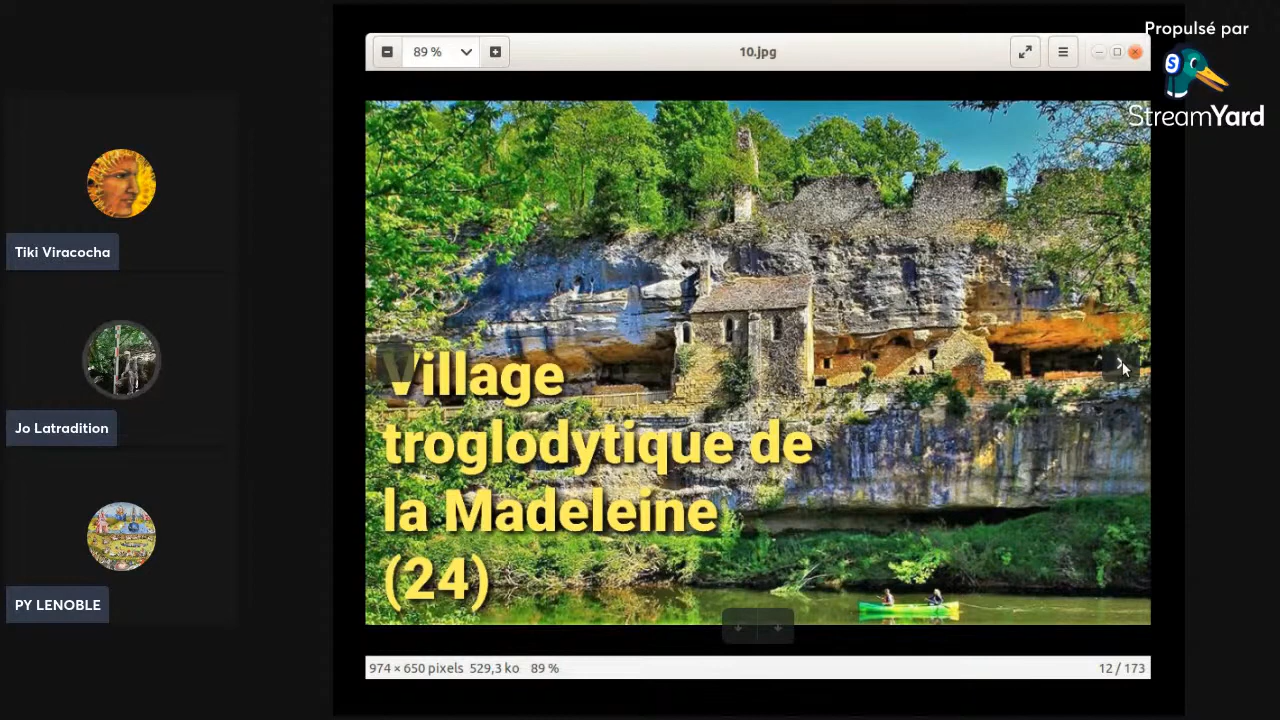 Propulsé par
StreamYard
89 %
10.jpg
Tiki Viracocha
Jo Latradition
PY LENOBLE
Village
troglodytique de
la Madeleine
(24)
974 × 650 pixels 529,3 ko 89 %
12 / 173